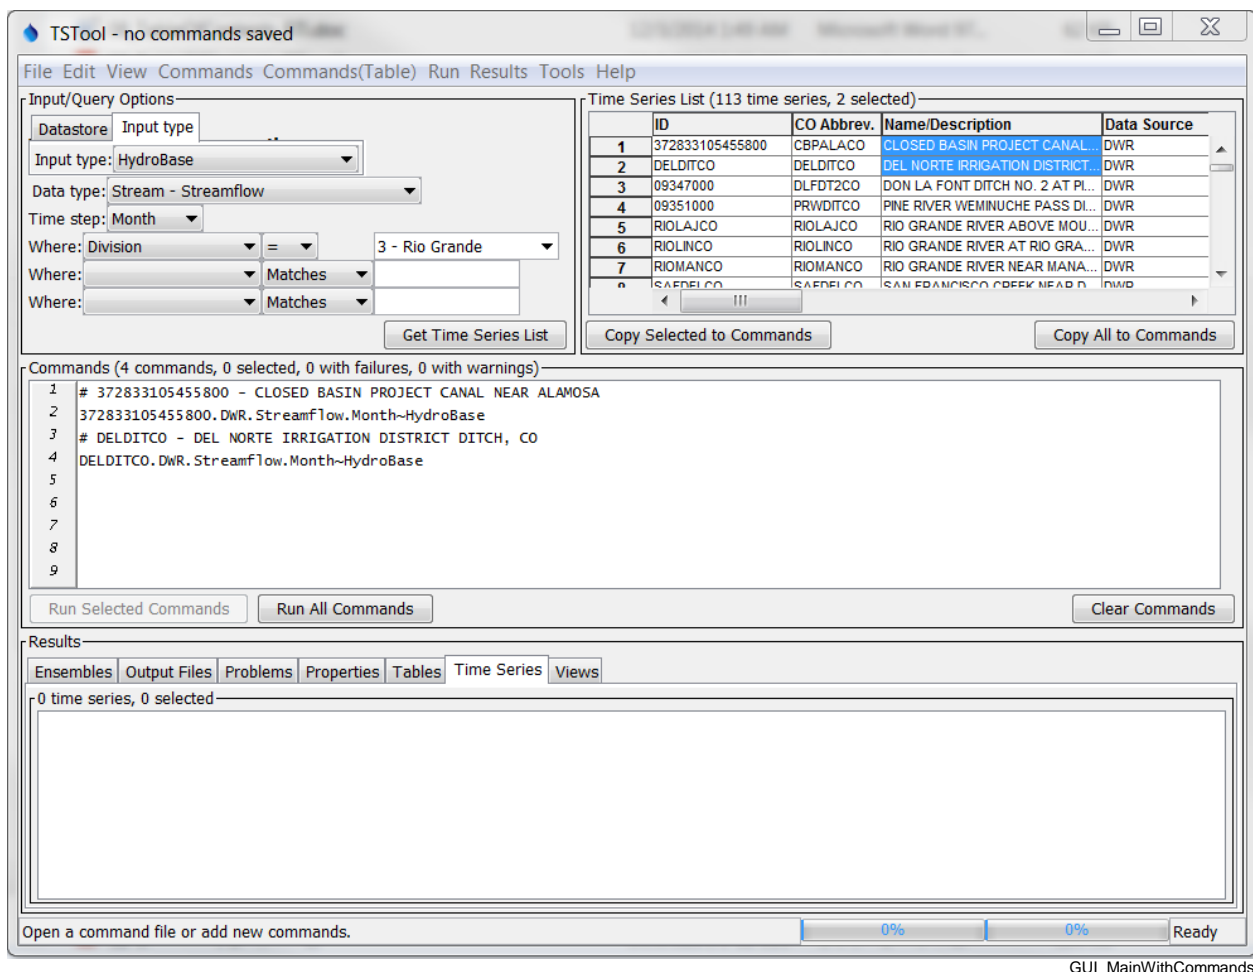 TSTool - no commands saved
File Edit View Commands Commands(Table) Run Results Tools Help
Input/Query Options
Datastore Input type
Input type: HydroBase
Data type: Stream - Streamflow
Time step: Month
Where: Division = 3 - Rio Grande
Where: Matches
Where: Matches
Get Time Series List
Time Series List (113 time series, 2 selected)
ID CO Abbrev. Name/Description Data Source
1 372833105455800 CBPALACO CLOSED BASIN PROJECT CANAL... DWR
2 DELDITCO DELDITCO DEL NORTE IRRIGATION DISTRICT... DWR
3 09347000 DLFDT2CO DON LA FONT DITCH NO. 2 AT PI... DWR
4 09351000 PRWDITCO PINE RIVER WEMINUCHE PASS DI... DWR
5 RIOLAJCO RIOLAJCO RIO GRANDE RIVER ABOVE MOU... DWR
6 RIOLINCO RIOLINCO RIO GRANDE RIVER AT RIO GRA... DWR
7 RIOMANCO RIOMANCO RIO GRANDE RIVER NEAR MANA... DWR
SAN FRANCISCO CREEK NEAR D... DWR
Copy Selected to Commands Copy All to Commands
Commands (4 commands, 0 selected, 0 with failures, 0 with warnings)
1 # 372833105455800 - CLOSED BASIN PROJECT CANAL NEAR ALAMOSA
2 372833105455800.DWR.Streamflow.Month~HydroBase
3 # DELDITCO - DEL NORTE IRRIGATION DISTRICT DITCH, CO
4 DELDITCO.DWR.Streamflow.Month~HydroBase
5
6
7
8
9
Run Selected Commands Run All Commands Clear Commands
Results
Ensembles Output Files Problems Properties Tables Time Series Views
0 time series, 0 selected
Open a command file or add new commands. 0% 0% Ready
GUI_MainWithCommands